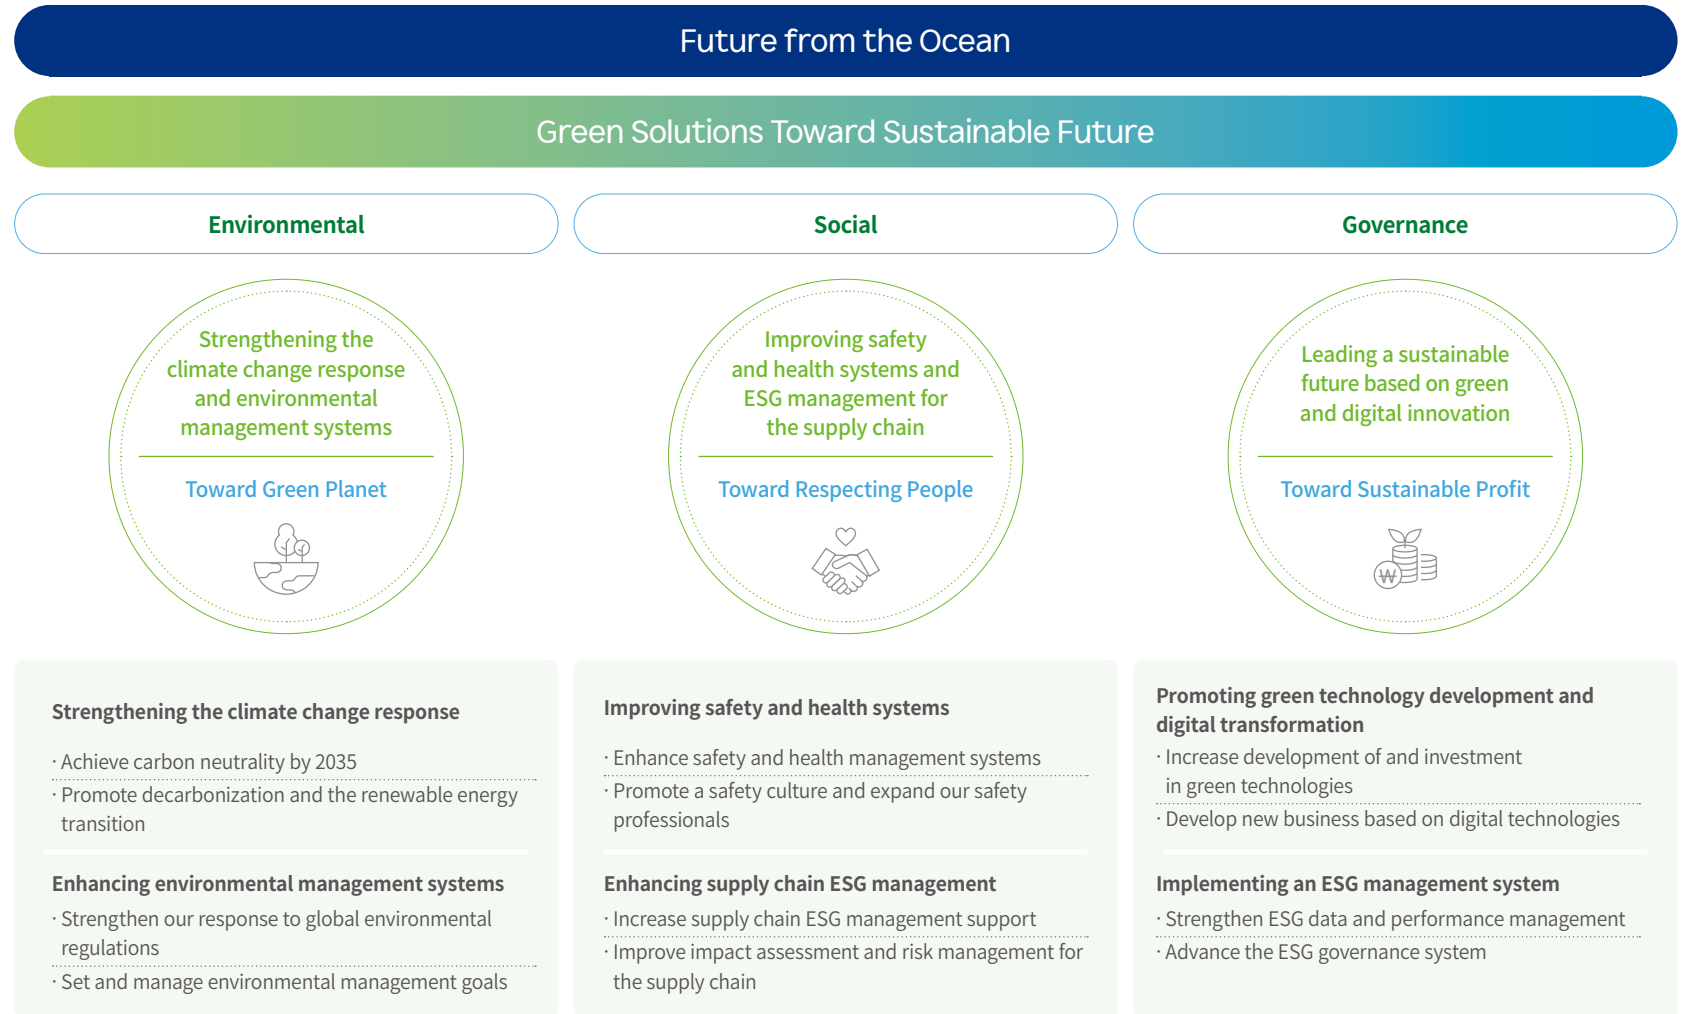 Future from the Ocean
Green Solutions Toward Sustainable Future
Environmental
Strengthening the
climate change response
and environmental
management systems
Toward Green Planet
Strengthening the climate change response
· Achieve carbon neutrality by 2035
· Promote decarbonization and the renewable energy
transition
Enhancing environmental management systems
· Strengthen our response to global environmental
regulations
· Set and manage environmental management goals
Social
Improving safety
and health systems and
ESG management for
the supply chain
Toward Respecting People
Improving safety and health systems
· Enhance safety and health management systems
· Promote a safety culture and expand our safety
professionals
Enhancing supply chain ESG management
· Increase supply chain ESG management support
· Improve impact assessment and risk management for
the supply chain
Governance
Leading a sustainable
future based on green
and digital innovation
Toward Sustainable Profit
₩
Promoting green technology development and
digital transformation
· Increase development of and investment
in green technologies
· Develop new business based on digital technologies
Implementing an ESG management system
· Strengthen ESG data and performance management
· Advance the ESG governance system